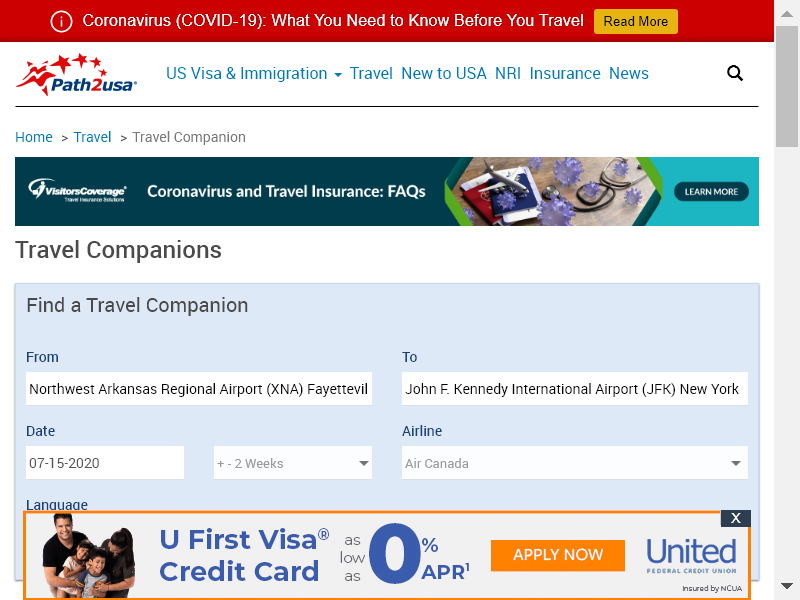 Coronavirus (COVID-19): What You Need to Know Before You Travel Read More
Path2usa
US Visa & Immigration Travel New to USA NRI Insurance News
Home > Travel > Travel Companion
VisitorsCoverage
Travel Insurance Solutions
Coronavirus and Travel Insurance: FAQs
LEARN MORE
Travel Companions
Find a Travel Companion
From To
Northwest Arkansas Regional Airport (XNA) Fayettevil John F. Kennedy International Airport (JFK) New York
Date Airline
07-15-2020 + - 2 Weeks Air Canada
Language
X
U First Visa®
Credit Card
as
low
as
0%
APR1
APPLY NOW
United
FEDERAL CREDIT UNION
Insured by NCUA